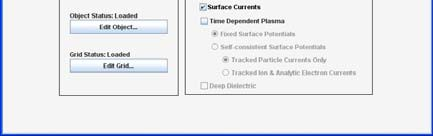 Object Status: Loaded
Edit Object...
Grid Status: Loaded
Edit Grid...
Surface Currents
Time Dependent Plasma
Fixed Surface Potentials
Self-consistent Surface Potentials
Tracked Particle Currents Only
Tracked Ion & Analytic Electron Currents
Deep Dielectric